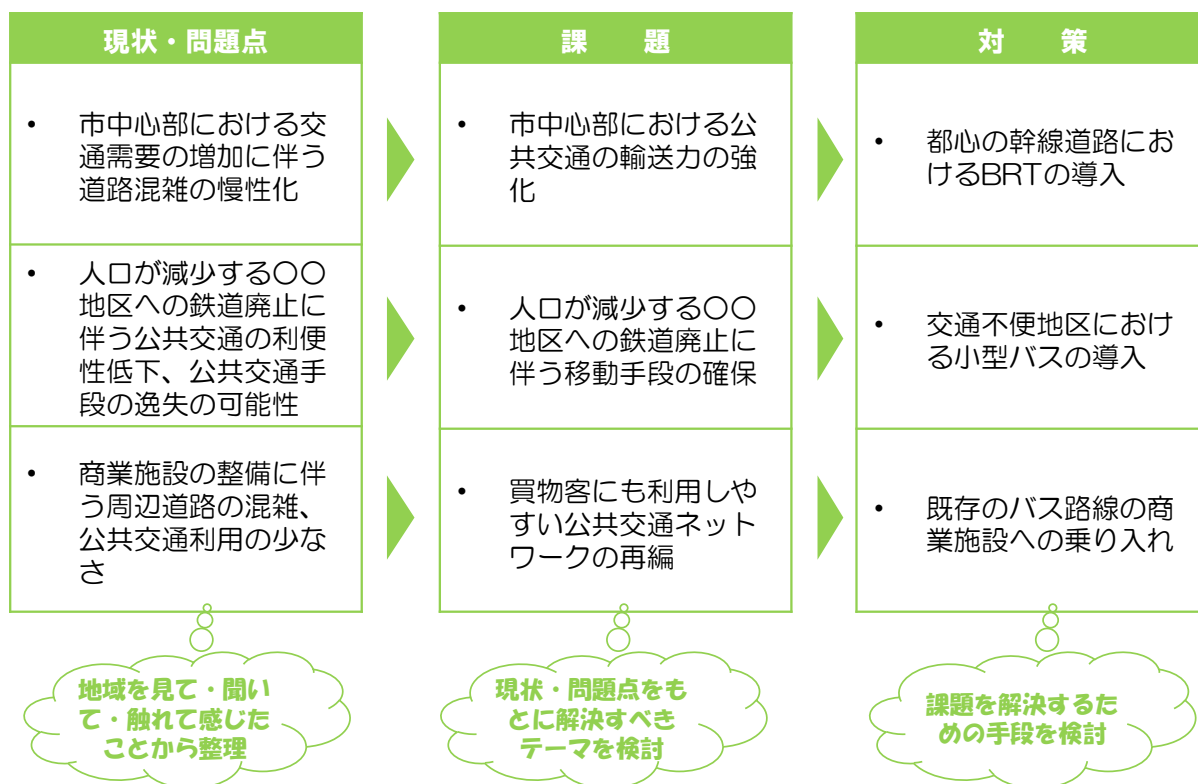 現状・問題点
• 市中心部における交
通需要の増加に伴う
道路混雑の慢性化
• 人口が減少する〇〇
地区への鉄道廃止に
伴う公共交通の利便
性低下、公共交通手
段の逸失の可能性
• 商業施設の整備に伴
う周辺道路の混雑、
公共交通利用の少な
さ
地域を見て・聞い
て・触れて感じた
ことから整理
課　題
• 市中心部における公
共交通の輸送力の強
化
• 人口が減少する〇〇
地区への鉄道廃止に
伴う移動手段の確保
• 買物客にも利用しや
すい公共交通ネット
ワークの再編
現状・問題点をも
とに解決すべき
テーマを検討
対　策
• 都心の幹線道路にお
けるBRTの導入
• 交通不便地区におけ
る小型バスの導入
• 既存のバス路線の商
業施設への乗り入れ
課題を解決するた
めの手段を検討